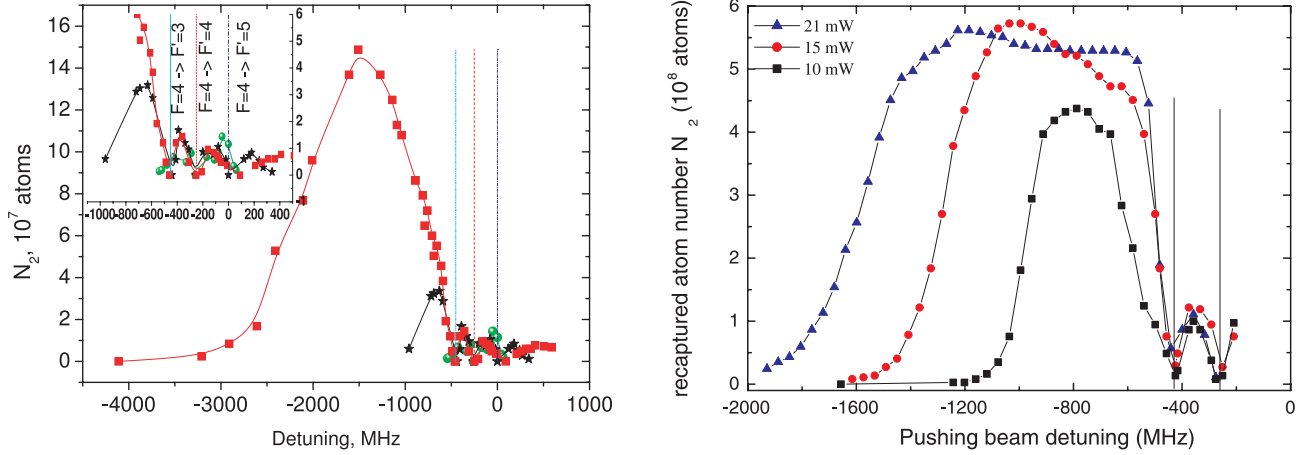 16
14
12
10
8
6
4
2
0
N2, 10^7 atoms
F=4 -> F'=3
F=4 -> F'=4
F=4 -> F'=5
6
5
4
3
2
1
0
-1000 -800 -600 -400 -200 0 200 400
-4000 -3000 -2000 -1000 0 1000
Detuning, MHz
recaptured atom number N 2 (10^8 atoms)
6
5
4
3
2
1
0
21 mW
15 mW
10 mW
-2000 -1600 -1200 -800 -400 0
Pushing beam detuning (MHz)